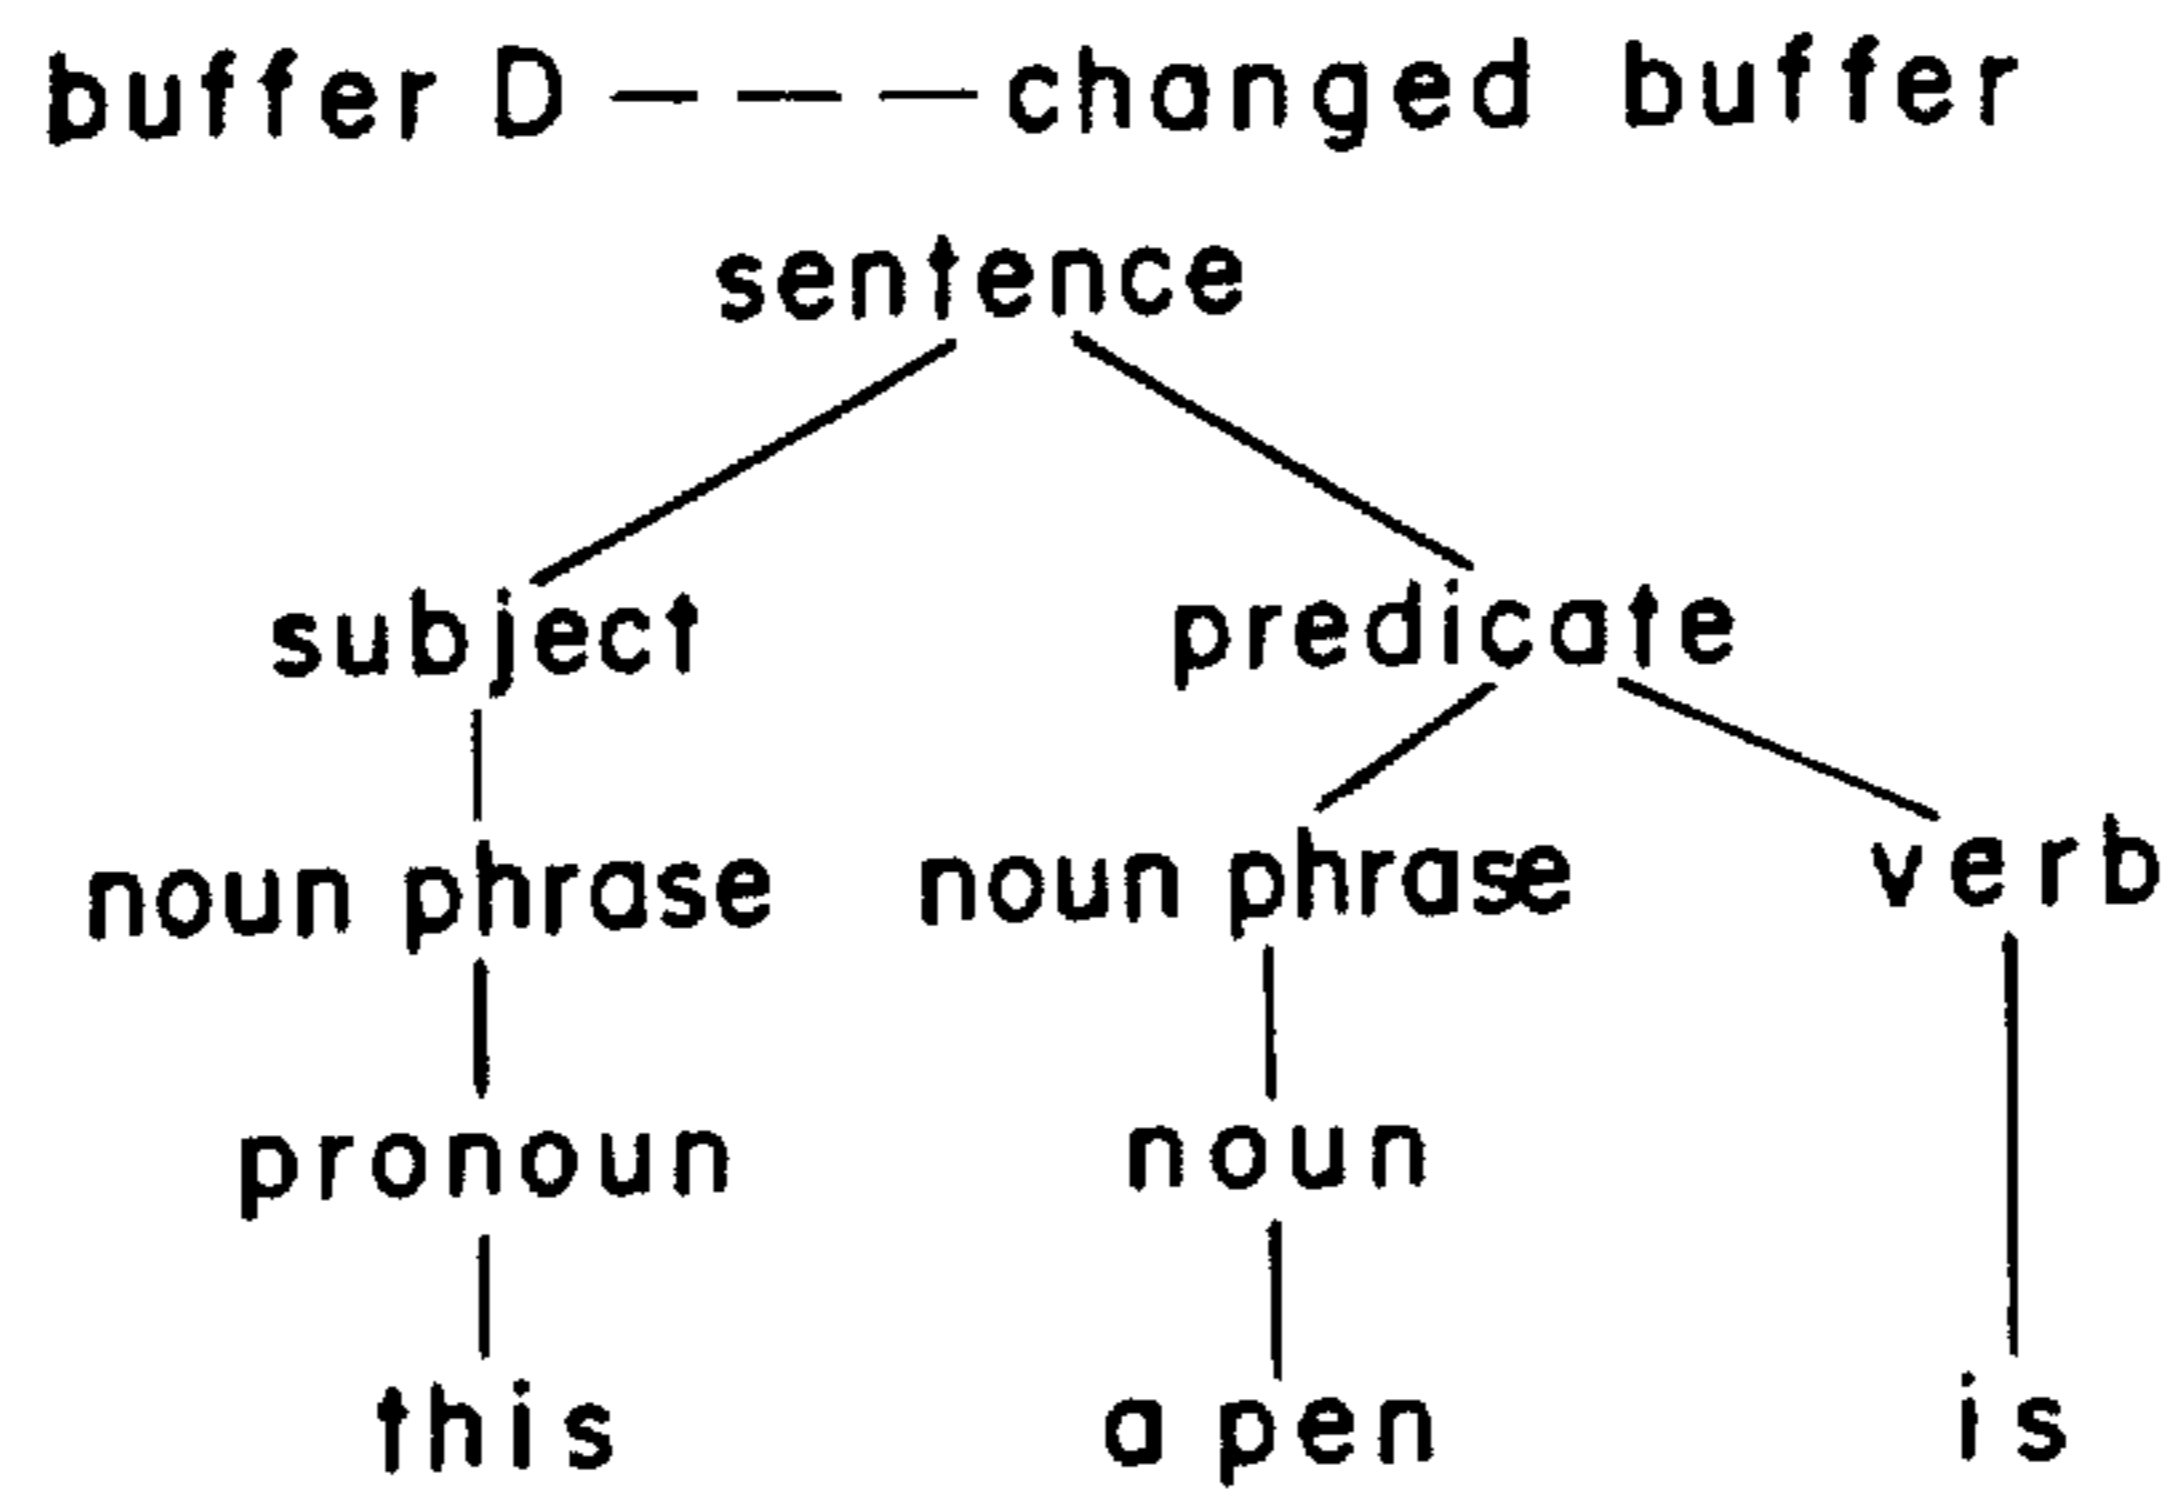 buffer D --- changed buffer
sentence
subject predicate
noun phrase noun phrase verb
pronoun noun
this a pen is